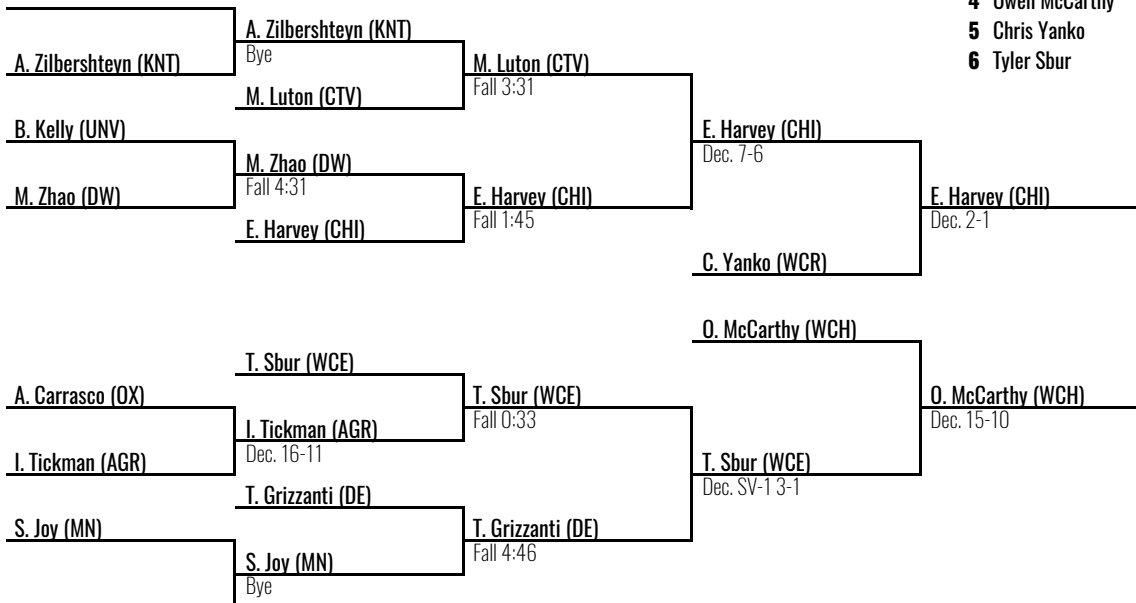 4 Owen McCarthy
A. Zilbershteyn (KNT)
5 Chris Yanko
Bye
A. Zilbershteyn (KNT)
M. Luton (CTV)
6 Tyler Sbur
Fall 3:31
M. Luton (CTV)
B. Kelly (UNV)
E. Harvey (CHI)
Dec. 7-6
M. Zhao (DW)
Fall 4:31
M. Zhao (DW)
E. Harvey (CHI)
E. Harvey (CHI)
Fall 1:45
Dec. 2-1
E. Harvey (CHI)
C. Yanko (WCR)
O. McCarthy (WCH)
T. Sbur (WCE)
A. Carrasco (OX)
T. Sbur (WCE)
O. McCarthy (WCH)
Fall 0:33
Dec. 15-10
I. Tickman (AGR)
Dec. 16-11
I. Tickman (AGR)
T. Sbur (WCE)
Dec. SV-1 3-1
T. Grizzanti (DE)
S. Joy (MN)
T. Grizzanti (DE)
Fall 4:46
S. Joy (MN)
Bye